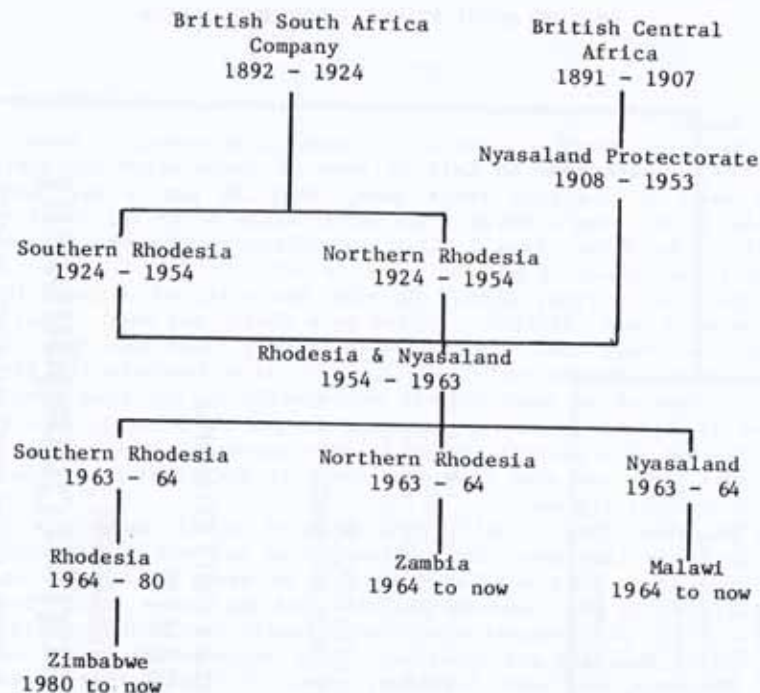 British South Africa
Company
1892 - 1924
British Central
Africa
1891 - 1907
Nyasaland Protectorate
1908 - 1953
Southern Rhodesia
1924 - 1954
Northern Rhodesia
1924 - 1954
Rhodesia & Nyasaland
1954 - 1963
Southern Rhodesia
1963 - 64
Northern Rhodesia
1963 - 64
Nyasaland
1963 - 64
Rhodesia
1964 - 80
Zambia
1964 to now
Malawi
1964 to now
Zimbabwe
1980 to now